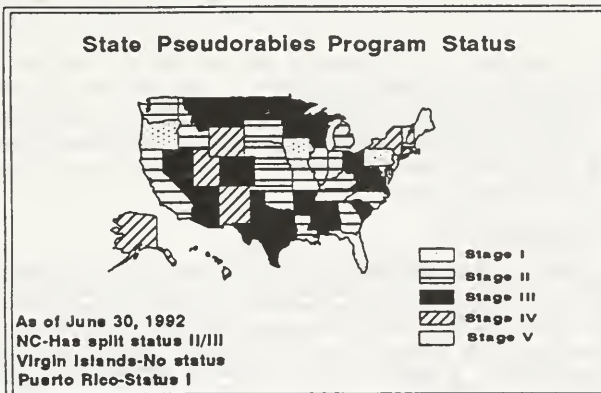 State Pseudorabies Program Status
Stage I
Stage II
Stage III
Stage IV
Stage V
As of June 30, 1992
NC-Has split status II/III
Virgin Islands-No status
Puerto Rico-Status I